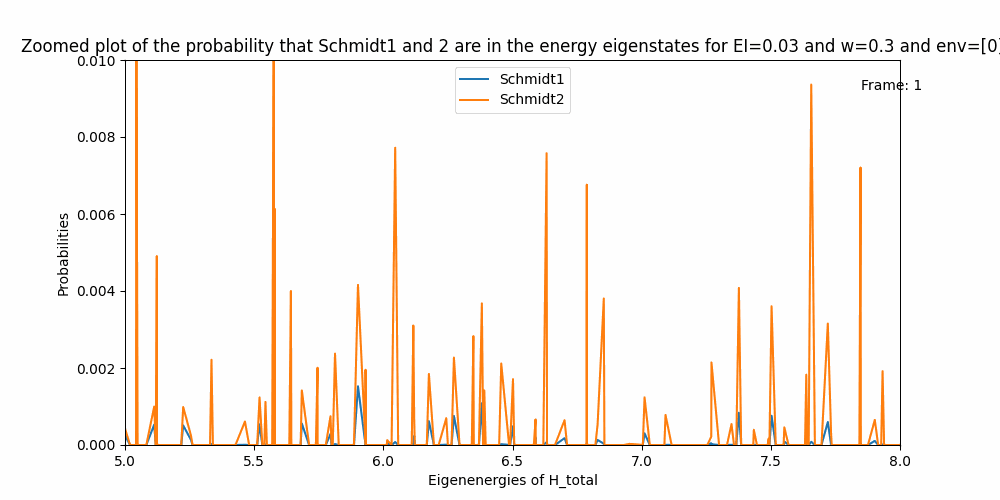 Zoomed plot of the probability that Schmidt1 and 2 are in the energy eigenstates for EI=0.03 and w=0.3 and env=[0]
Schmidt1
Schmidt2
Frame: 1
0.010
0.008
0.006
0.004
0.002
0.000
Probabilities
5.0 5.5 6.0 6.5 7.0 7.5 8.0
Eigenenergies of H_total